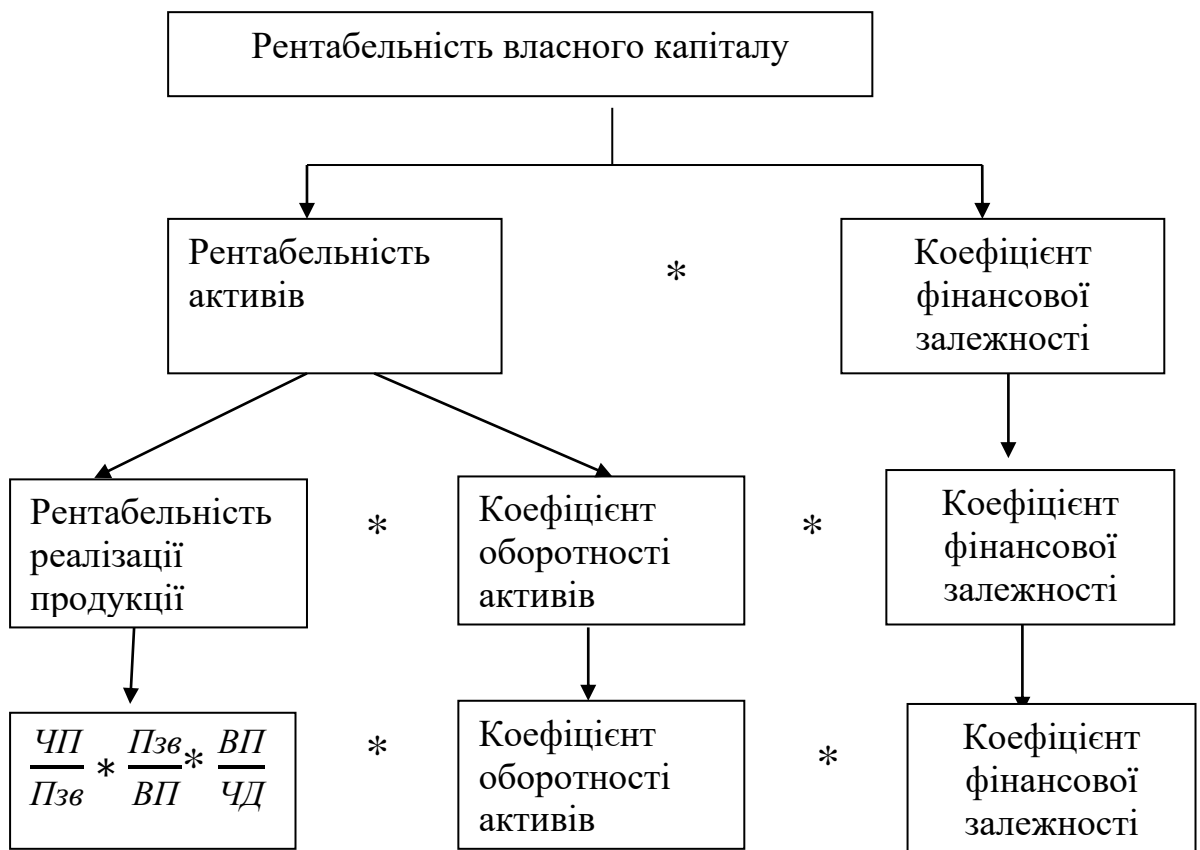 Рентабельність власного капіталу
Рентабельність
активів
*
Коефіцієнт
фінансової
залежності
Рентабельність
реалізації
продукції
*
Коефіцієнт
оборотності
активів
*
Коефіцієнт
фінансової
залежності
ЧП * Пзв * ВП
Пзв ВП ЧД
*
Коефіцієнт
оборотності
активів
*
Коефіцієнт
фінансової
залежності